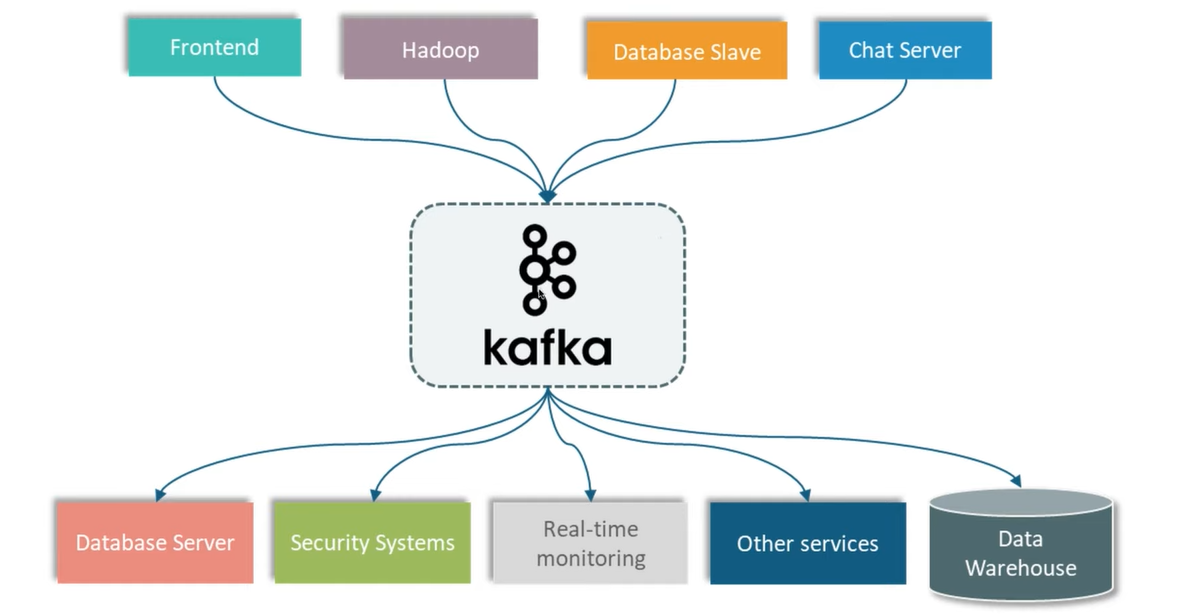 Frontend
Hadoop
Database Slave
Chat Server
kafka
Database Server
Security Systems
Real-time
monitoring
Other services
Data
Warehouse